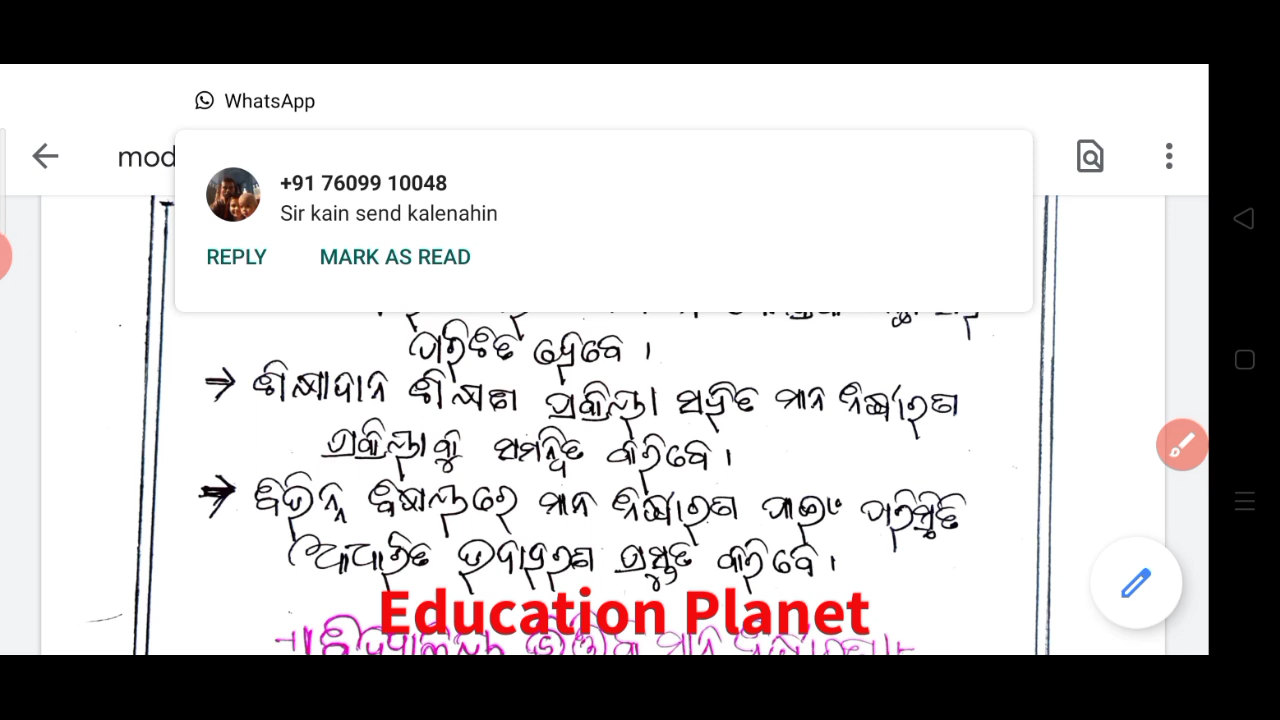 WhatsApp
mod
+91 76099 10048
Sir kain send kalenahin
REPLY MARK AS READ
ପରିଚିତ ହେବେ ।
→ ଶିକ୍ଷାଦାନ ଶିକ୍ଷଣ ପ୍ରକ୍ରିୟା ସହିତ ମାନ ନିର୍ଦ୍ଧାରଣ
ପ୍ରକ୍ରିୟାକୁ ସମନ୍ୱିତ କରିବେ ।
→ ବିଭିନ୍ନ ବିଷୟରେ ମାନ ନିର୍ଦ୍ଧାରଣ ପାଇଁ ପରିସ୍ଥିତି
ଆଧାରିତ ଉଦାହରଣ ପ୍ରସ୍ତୁତ କରିବେ ।
Education Planet